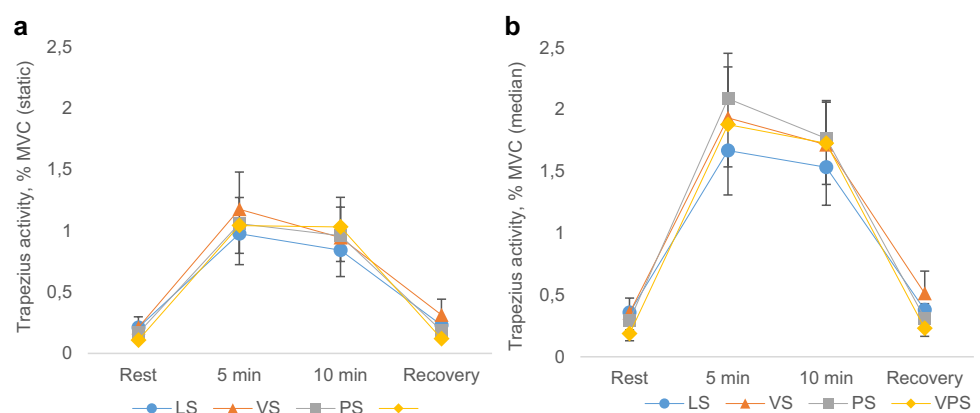 a
Trapezius activity, % MVC (static)
2,5
2
1,5
1
0,5
0
Rest 5 min 10 min Recovery
LS VS PS
b
Trapezius activity, % MVC (median)
2,5
2
1,5
1
0,5
0
Rest 5 min 10 min Recovery
LS VS PS VPS